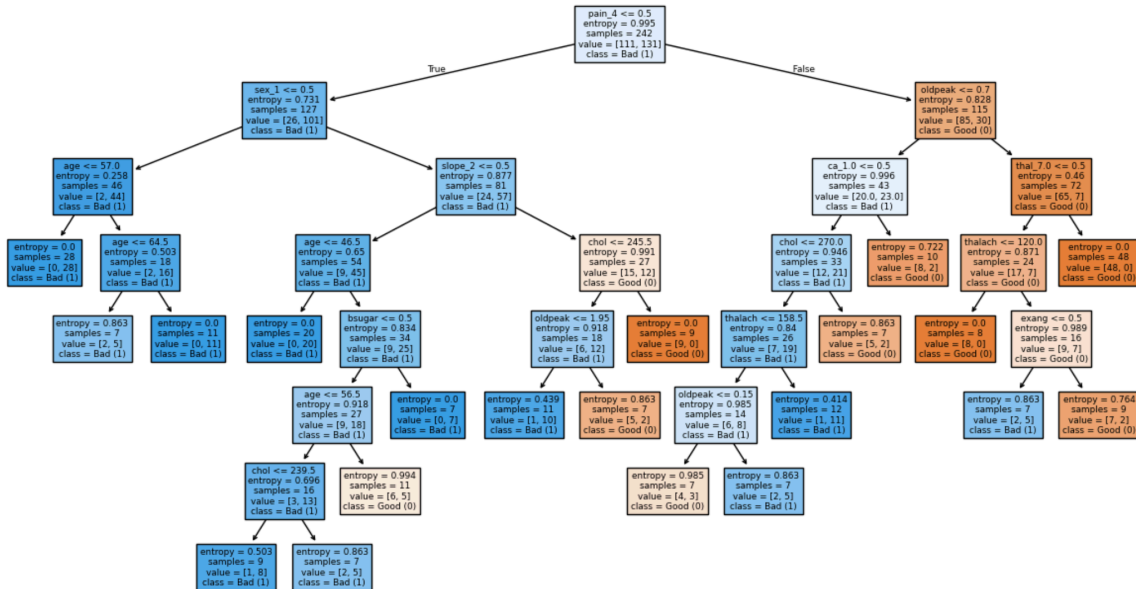 pain_4 <= 0.5
entropy = 0.995
samples = 242
value = [111, 131]
class = Bad (1)
True
False
sex_1 <= 0.5
entropy = 0.731
samples = 127
value = [26, 101]
class = Bad (1)
oldpeak <= 0.7
entropy = 0.828
samples = 115
value = [85, 30]
class = Good (0)
age <= 57.0
entropy = 0.258
samples = 46
value = [2, 44]
class = Bad (1)
slope_2 <= 0.5
entropy = 0.877
samples = 81
value = [24, 57]
class = Bad (1)
ca_1.0 <= 0.5
entropy = 0.996
samples = 43
value = [20.0, 23.0]
class = Bad (1)
thal_7.0 <= 0.5
entropy = 0.46
samples = 72
value = [65, 7]
class = Good (0)
entropy = 0.0
samples = 28
value = [0, 28]
class = Bad (1)
age <= 64.5
entropy = 0.503
samples = 18
value = [2, 16]
class = Bad (1)
age <= 46.5
entropy = 0.65
samples = 54
value = [9, 45]
class = Bad (1)
chol <= 245.5
entropy = 0.991
samples = 27
value = [15, 12]
class = Good (0)
chol <= 270.0
entropy = 0.946
samples = 33
value = [12, 21]
class = Bad (1)
entropy = 0.722
samples = 10
value = [8, 2]
class = Good (0)
thalach <= 120.0
entropy = 0.871
samples = 24
value = [17, 7]
class = Good (0)
entropy = 0.0
samples = 48
value = [48, 0]
class = Good (0)
entropy = 0.863
samples = 7
value = [2, 5]
class = Bad (1)
entropy = 0.0
samples = 11
value = [0, 11]
class = Bad (1)
entropy = 0.0
samples = 20
value = [0, 20]
class = Bad (1)
bsugar <= 0.5
entropy = 0.834
samples = 34
value = [9, 25]
class = Bad (1)
oldpeak <= 1.95
entropy = 0.918
samples = 18
value = [6, 12]
class = Bad (1)
entropy = 0.0
samples = 9
value = [9, 0]
class = Good (0)
thalach <= 158.5
entropy = 0.84
samples = 26
value = [7, 19]
class = Bad (1)
entropy = 0.863
samples = 7
value = [5, 2]
class = Good (0)
entropy = 0.0
samples = 8
value = [8, 0]
class = Good (0)
exang <= 0.5
entropy = 0.989
samples = 16
value = [9, 7]
class = Good (0)
age <= 56.5
entropy = 0.918
samples = 27
value = [9, 18]
class = Bad (1)
entropy = 0.0
samples = 7
value = [0, 7]
class = Bad (1)
entropy = 0.439
samples = 11
value = [1, 10]
class = Bad (1)
entropy = 0.863
samples = 7
value = [5, 2]
class = Good (0)
oldpeak <= 0.15
entropy = 0.985
samples = 14
value = [6, 8]
class = Bad (1)
entropy = 0.414
samples = 12
value = [1, 11]
class = Bad (1)
entropy = 0.863
samples = 7
value = [2, 5]
class = Bad (1)
entropy = 0.764
samples = 9
value = [7, 2]
class = Good (0)
chol <= 239.5
entropy = 0.696
samples = 16
value = [3, 13]
class = Bad (1)
entropy = 0.994
samples = 11
value = [6, 5]
class = Good (0)
entropy = 0.985
samples = 7
value = [4, 3]
class = Good (0)
entropy = 0.863
samples = 7
value = [2, 5]
class = Bad (1)
entropy = 0.503
samples = 9
value = [1, 8]
class = Bad (1)
entropy = 0.863
samples = 7
value = [2, 5]
class = Bad (1)